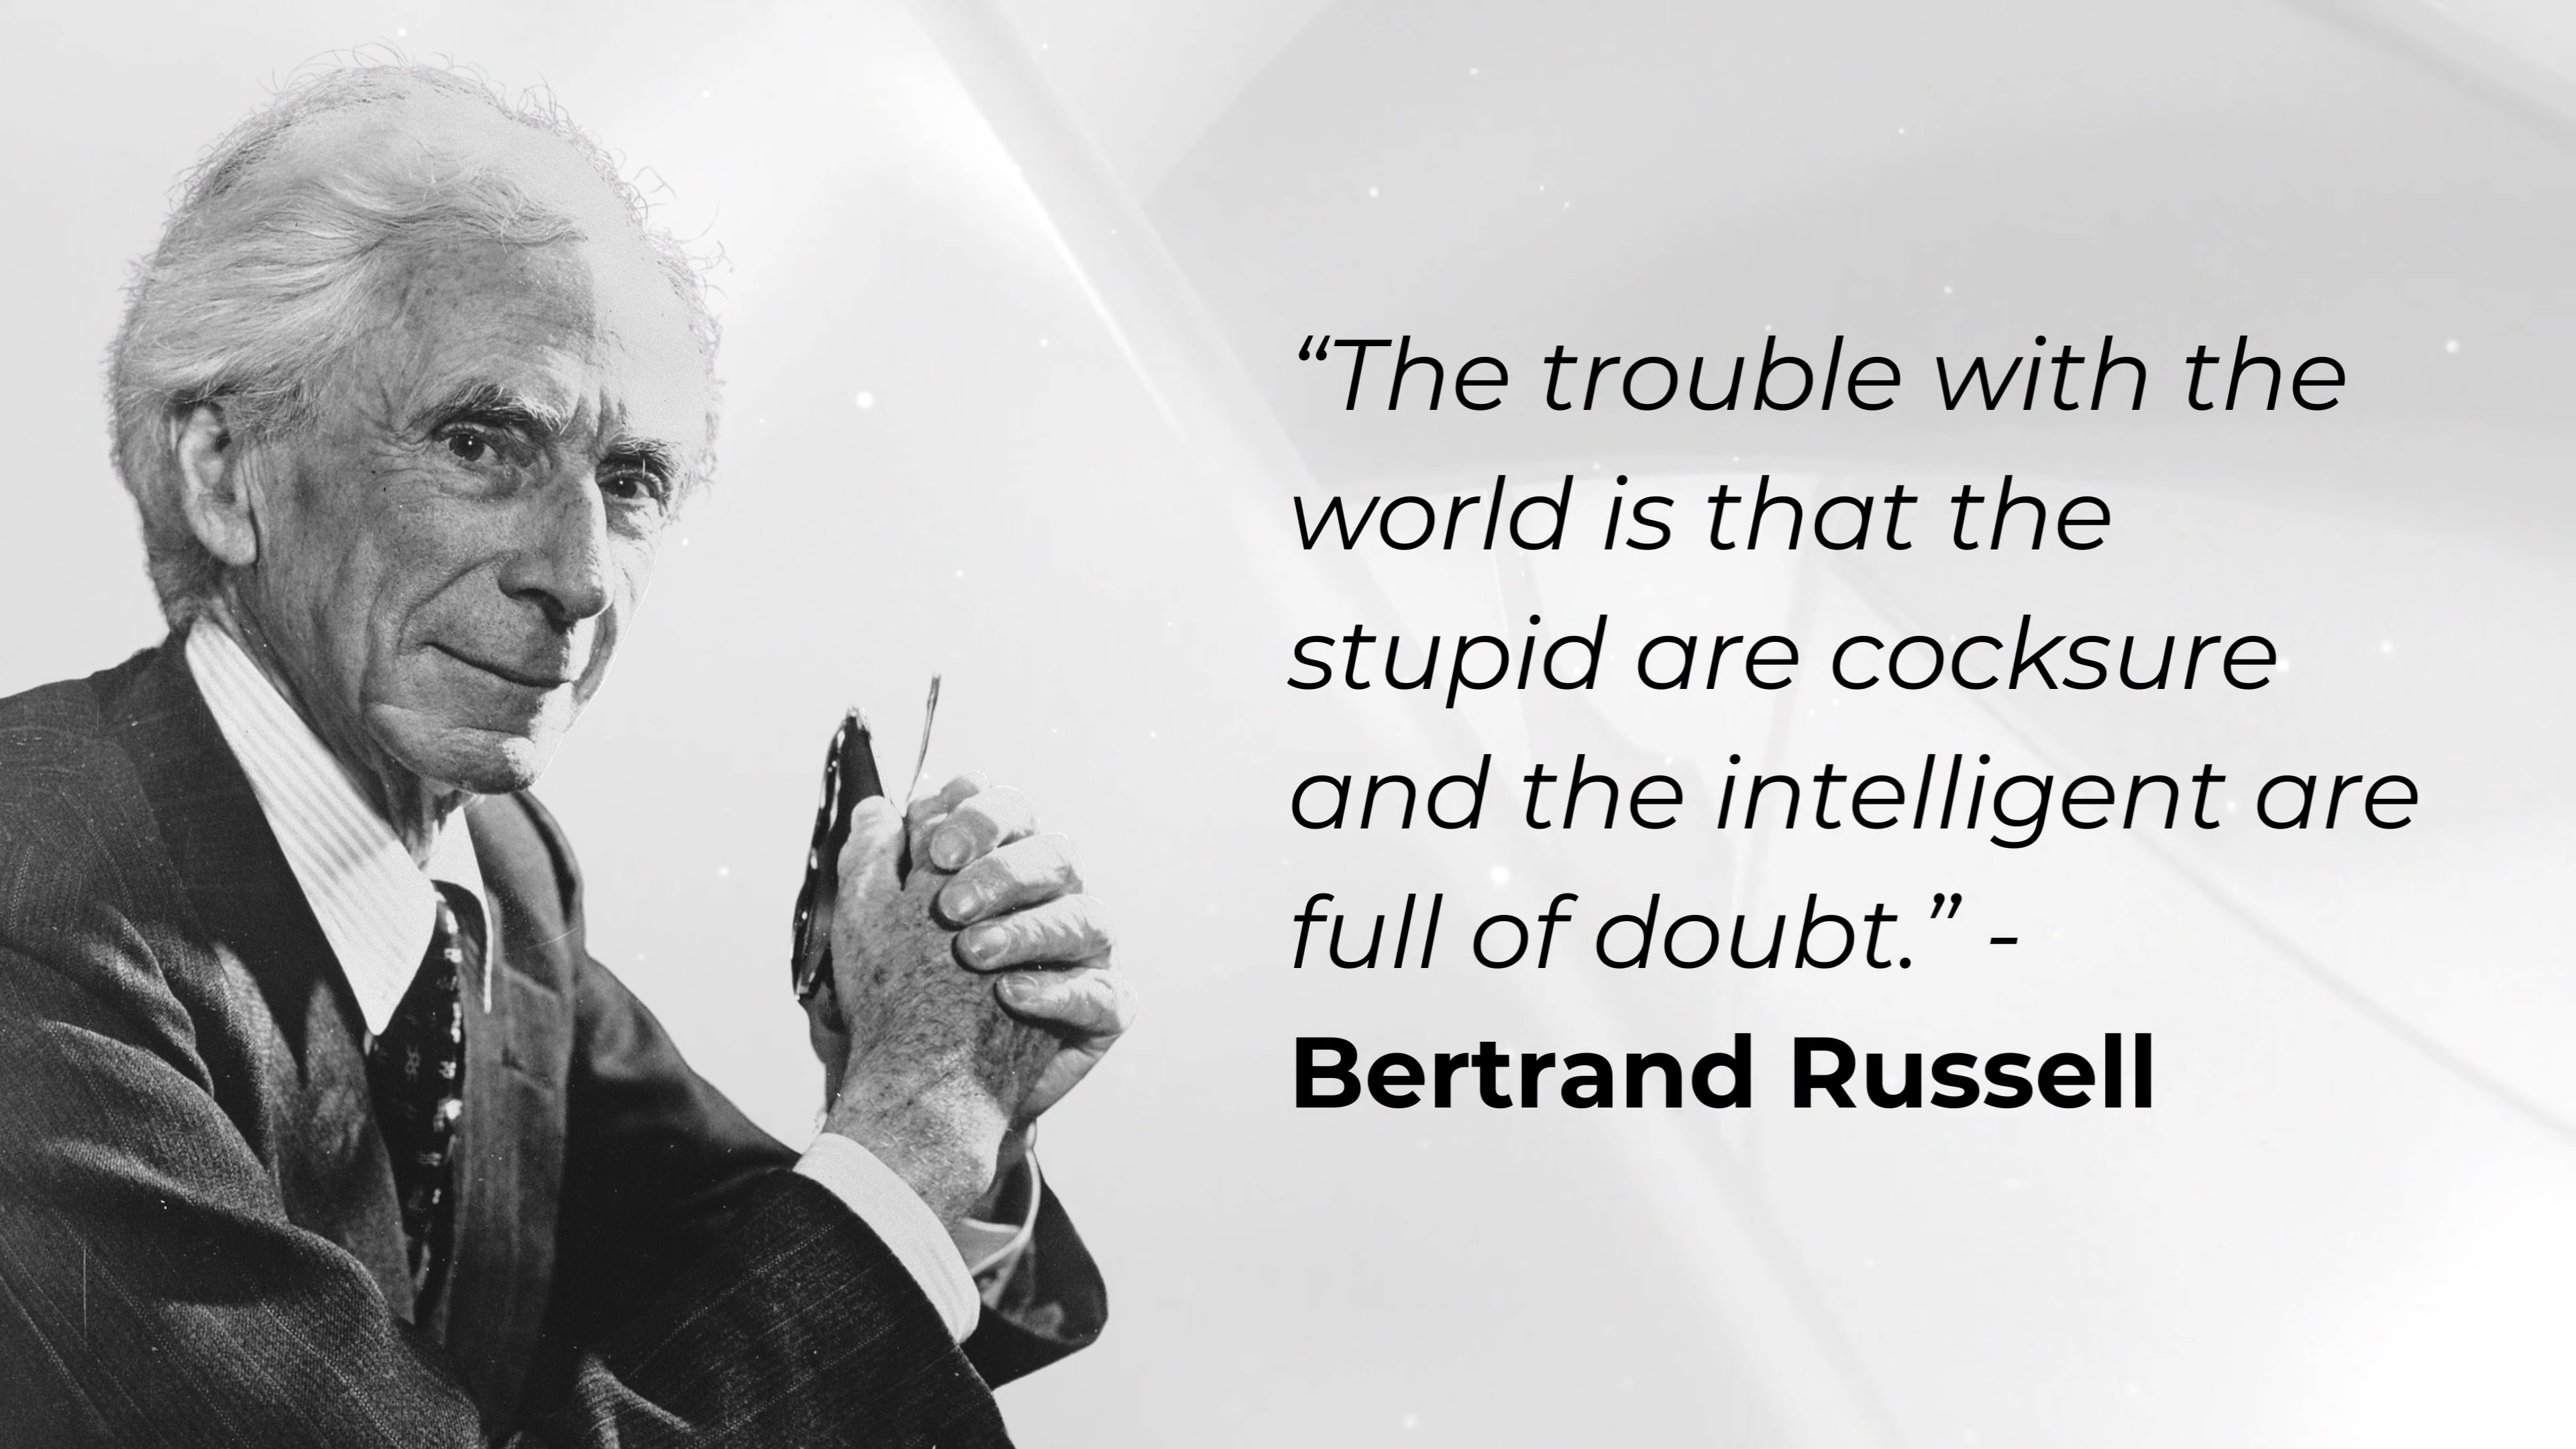 “The trouble with the
world is that the
stupid are cocksure
and the intelligent are
full of doubt.” -
Bertrand Russell